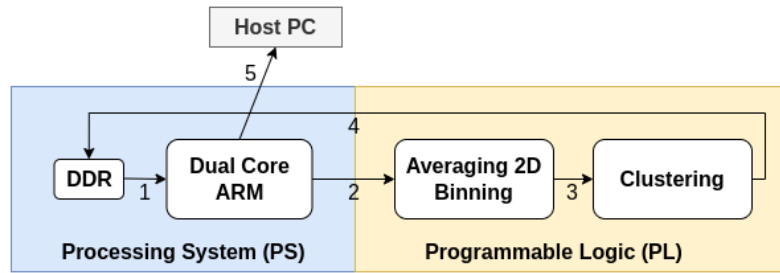 Host PC
5
4
DDR
1
Dual Core
ARM
2
Averaging 2D
Binning
3
Clustering
Processing System (PS)
Programmable Logic (PL)